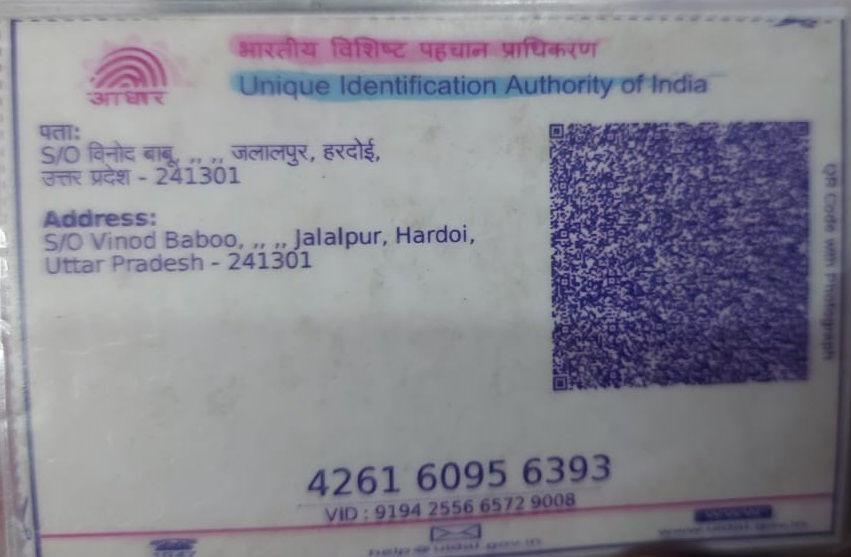 भारतीय विशिष्ट पहचान प्राधिकरण
Unique Identification Authority of India
आधार
पता:
S/O विनोद बाबू, ,, ,, जलालपुर, हरदोई,
उत्तर प्रदेश - 241301
Address:
S/O Vinod Baboo, ,, ,, Jalalpur, Hardoi,
Uttar Pradesh - 241301
QR Code with Photograph
4261 6095 6393
VID : 9194 2556 6572 9008
1947
help@uidai.gov.in
www.uidai.gov.in